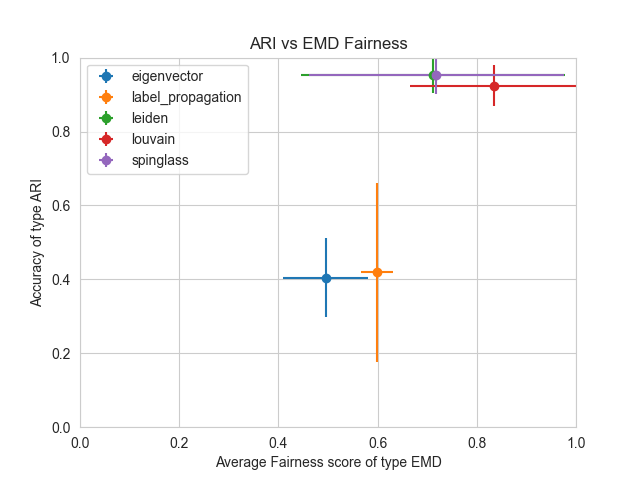 ARI vs EMD Fairness
eigenvector
label_propagation
leiden
louvain
spinglass
1.0
0.8
0.6
0.4
0.2
0.0
Accuracy of type ARI
0.0 0.2 0.4 0.6 0.8 1.0
Average Fairness score of type EMD